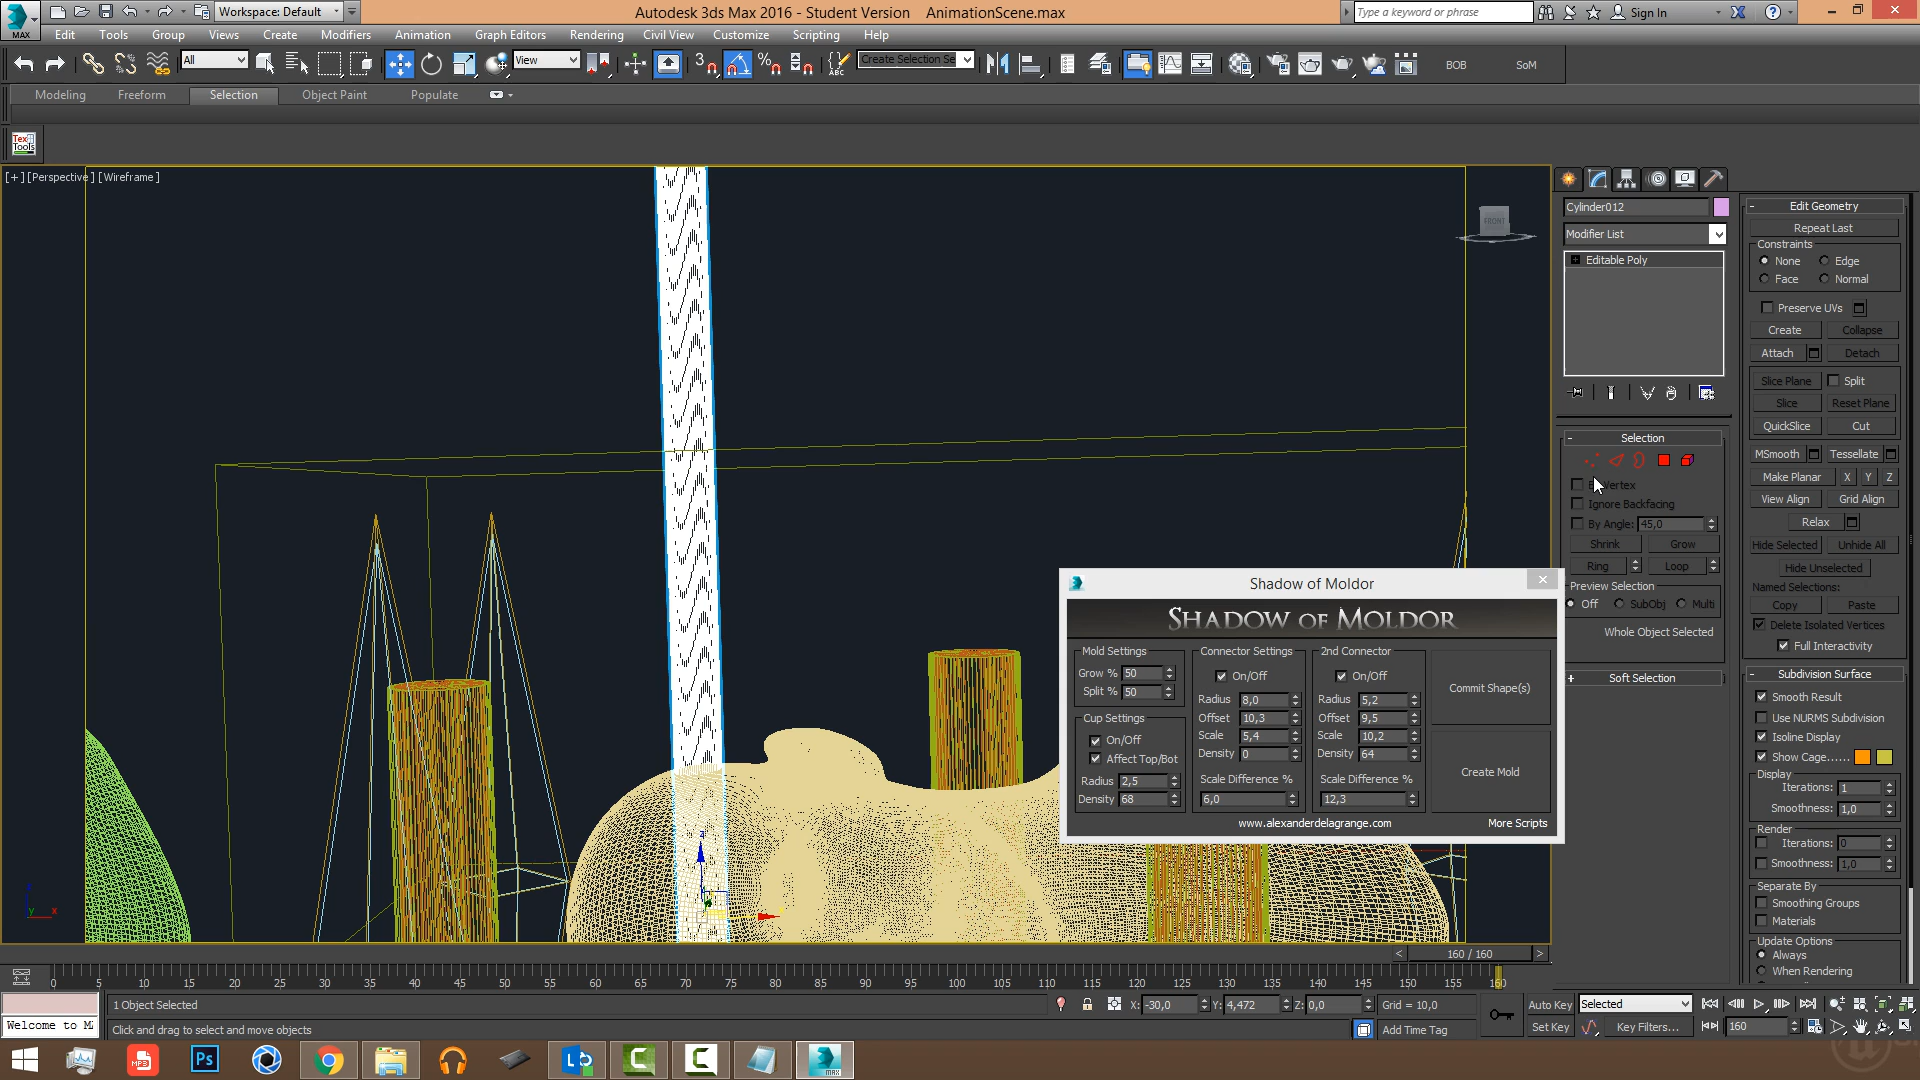 Workspace: Default
Autodesk 3ds Max 2016 - Student Version AnimationScene.max
Type a keyword or phrase
Sign In
MAX
Edit Tools Group Views Create Modifiers Animation Graph Editors Rendering Civil View Customize Scripting Help
All
View
3
ABC
Create Selection Se
BOB SoM
Modeling Freeform Selection Object Paint Populate
Tex
Tools
[+] [Perspective] [Wireframe]
FRONT
Cylinder012
Modifier List
Editable Poly
Selection
Vertex
Ignore Backfacing
By Angle: 45,0
Shrink Grow
Ring Loop
Preview Selection
Off SubObj Multi
Whole Object Selected
Soft Selection
Edit Geometry
Repeat Last
Constraints
None Edge
Face Normal
Preserve UVs
Create Collapse
Attach Detach
Slice Plane Split
Slice Reset Plane
QuickSlice Cut
MSmooth Tessellate
Make Planar X Y Z
View Align Grid Align
Relax
Hide Selected Unhide All
Hide Unselected
Named Selections:
Copy Paste
Delete Isolated Vertices
Full Interactivity
Subdivision Surface
Smooth Result
Use NURMS Subdivision
Isoline Display
Show Cage......
Display
Iterations: 1
Smoothness: 1,0
Render
Iterations: 0
Smoothness: 1,0
Separate By
Smoothing Groups
Materials
Update Options
Always
When Rendering
Shadow of Moldor
SHADOW OF MOLDOR
Mold Settings
Grow % 50
Split % 50
Cup Settings
On/Off
Affect Top/Bot
Radius 2,5
Density 68
Connector Settings
On/Off
Radius 8,0
Offset 10,3
Scale 5,4
Density 0
Scale Difference %
6,0
2nd Connector
On/Off
Radius 5,2
Offset 9,5
Scale 10,2
Density 64
Scale Difference %
12,3
Commit Shape(s)
Create Mold
www.alexanderdelagrange.com
More Scripts
z
y x
160 / 160
0 5 10 15 20 25 30 35 40 45 50 55 60 65 70 75 80 85 90 95 100 105 110 115 120 125 130 135 140 145 150 155 160
1 Object Selected
X: -30,0 Y: 4,472 Z: 0,0 Grid = 10,0
Auto Key Selected
Welcome to M
Click and drag to select and move objects
Add Time Tag
Set Key Key Filters... 160
MP3
Ps
MAX